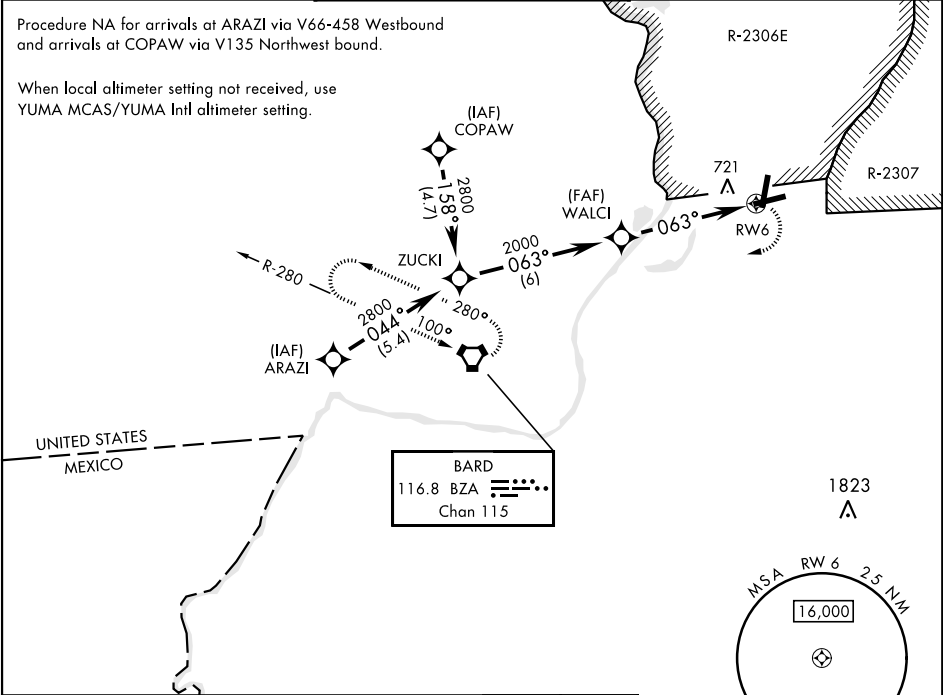 Procedure NA for arrivals at ARAZI via V66-458 Westbound
and arrivals at COPAW via V135 Northwest bound.
When local altimeter setting not received, use
YUMA MCAS/YUMA Intl altimeter setting.
R-2306E
(IAF)
COPAW
2800
158°
(4.7)
721
R-2307
(FAF)
WALCI
063°
RW6
ZUCKI
2000
063°
(6)
R-280
280°
2800
044°
(5.4)
100°
(IAF)
ARAZI
UNITED STATES
MEXICO
BARD
116.8 BZA
Chan 115
1823
MSA RW 6 25 NM
16,000